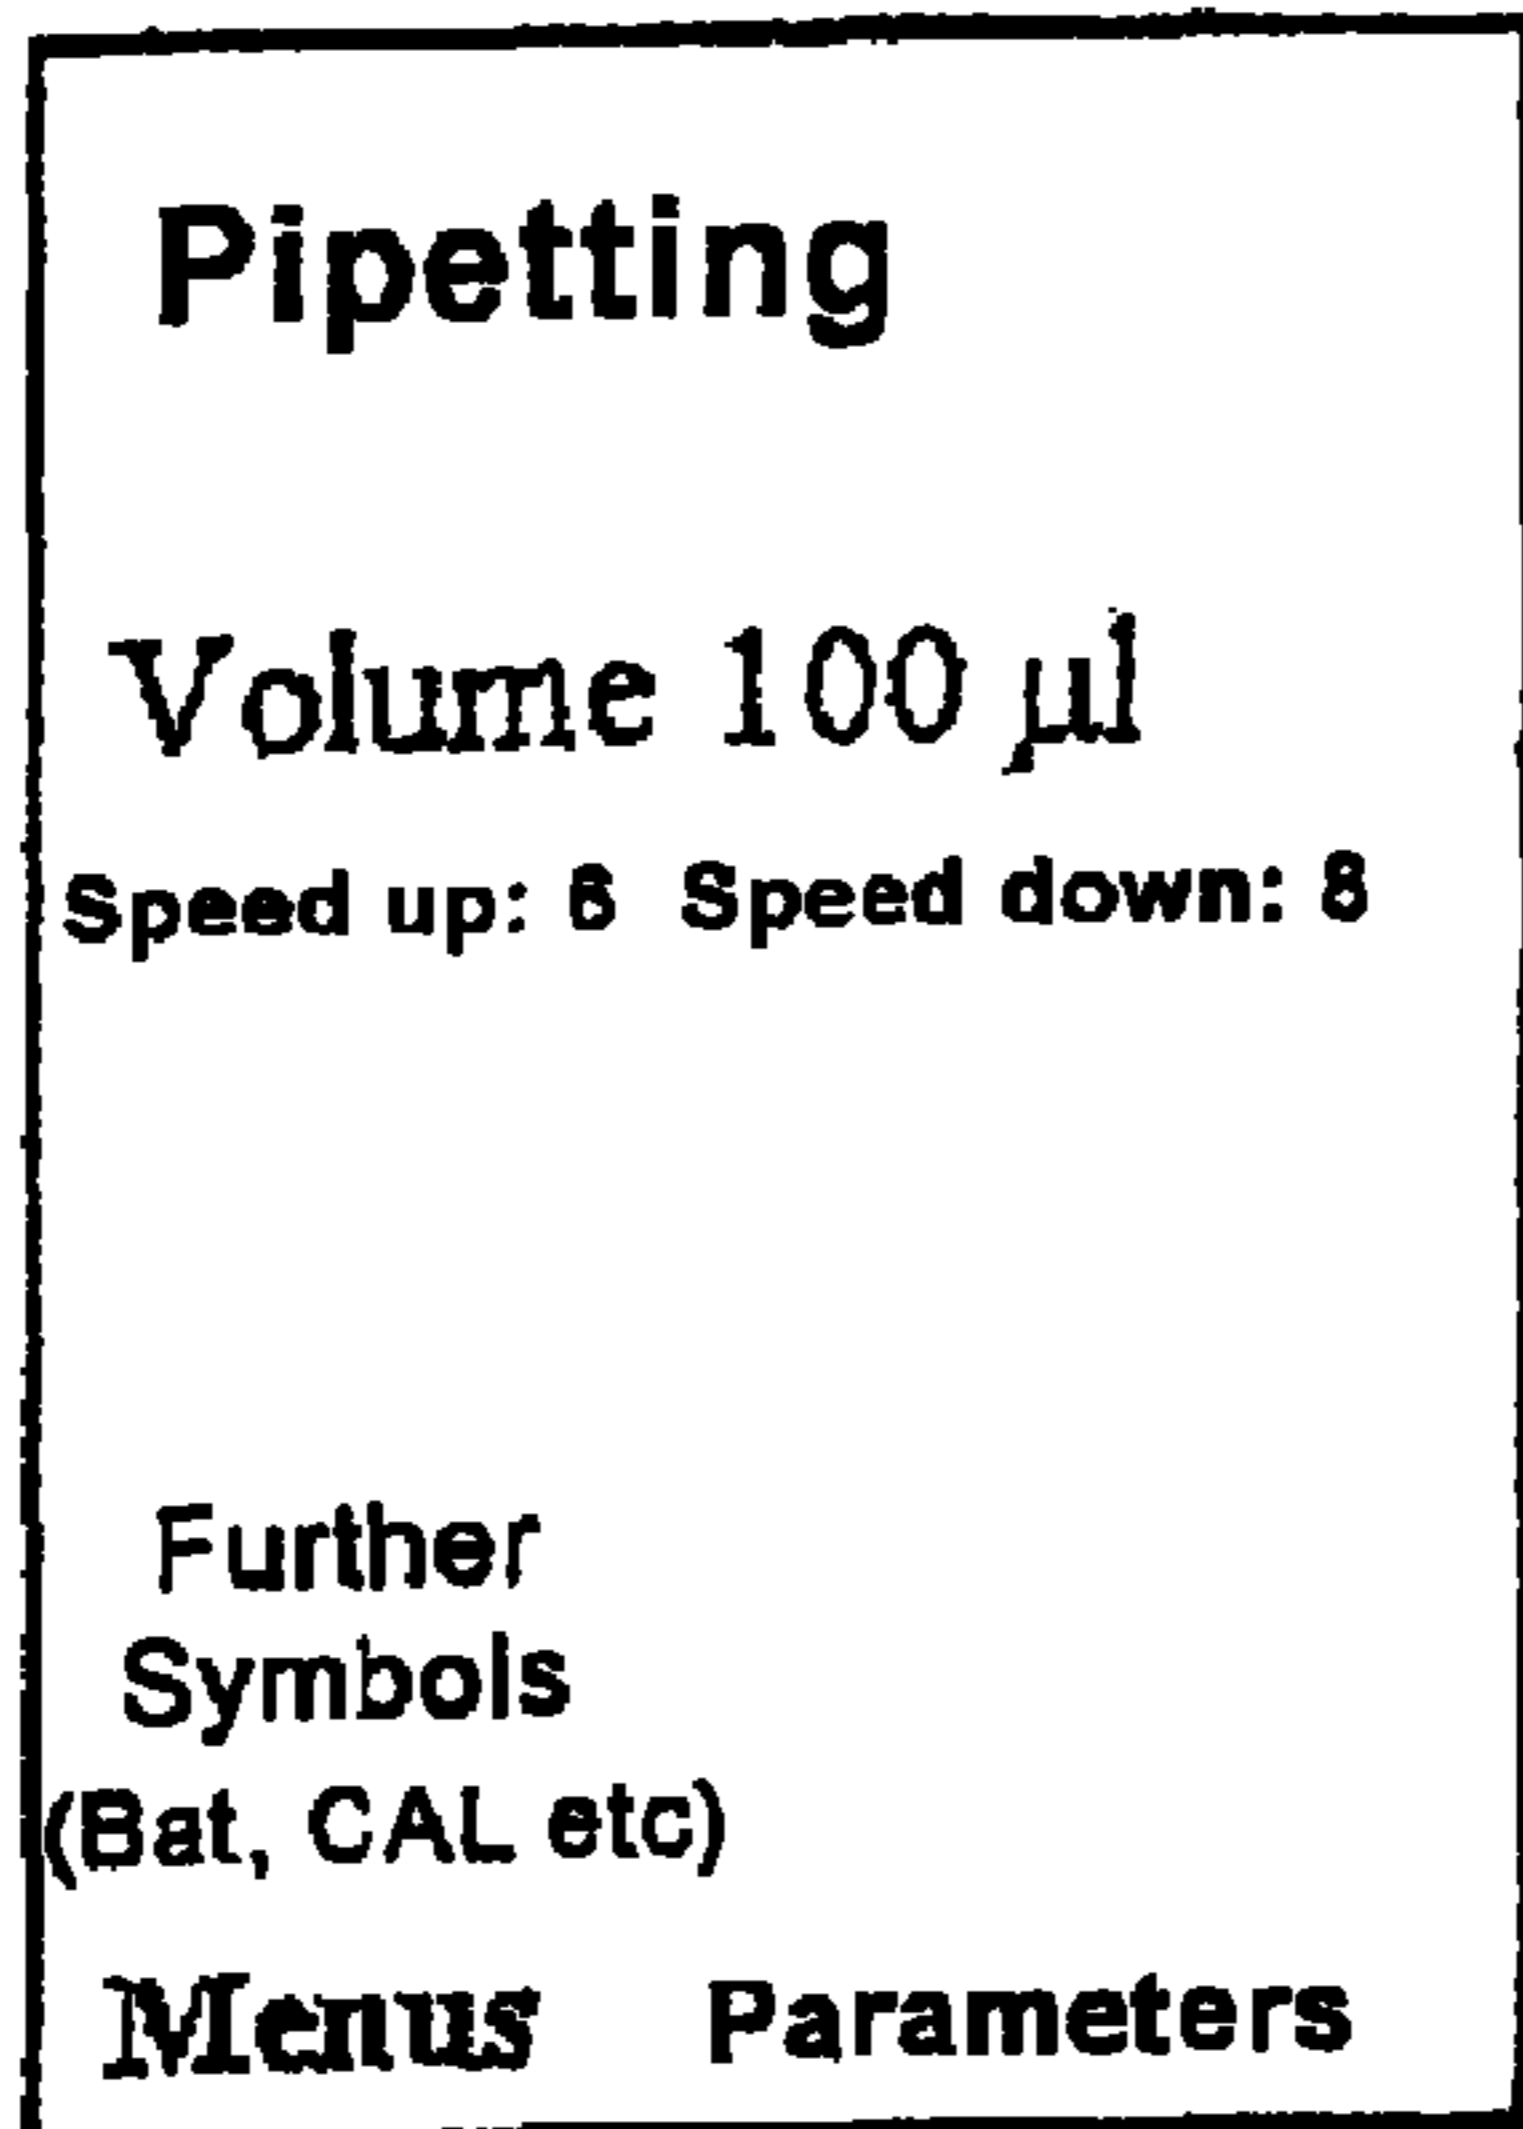 Pipetting
Volume 100 µl
Speed up: 6 Speed down: 8
Further
Symbols
(Bat, CAL etc)
Menus Parameters